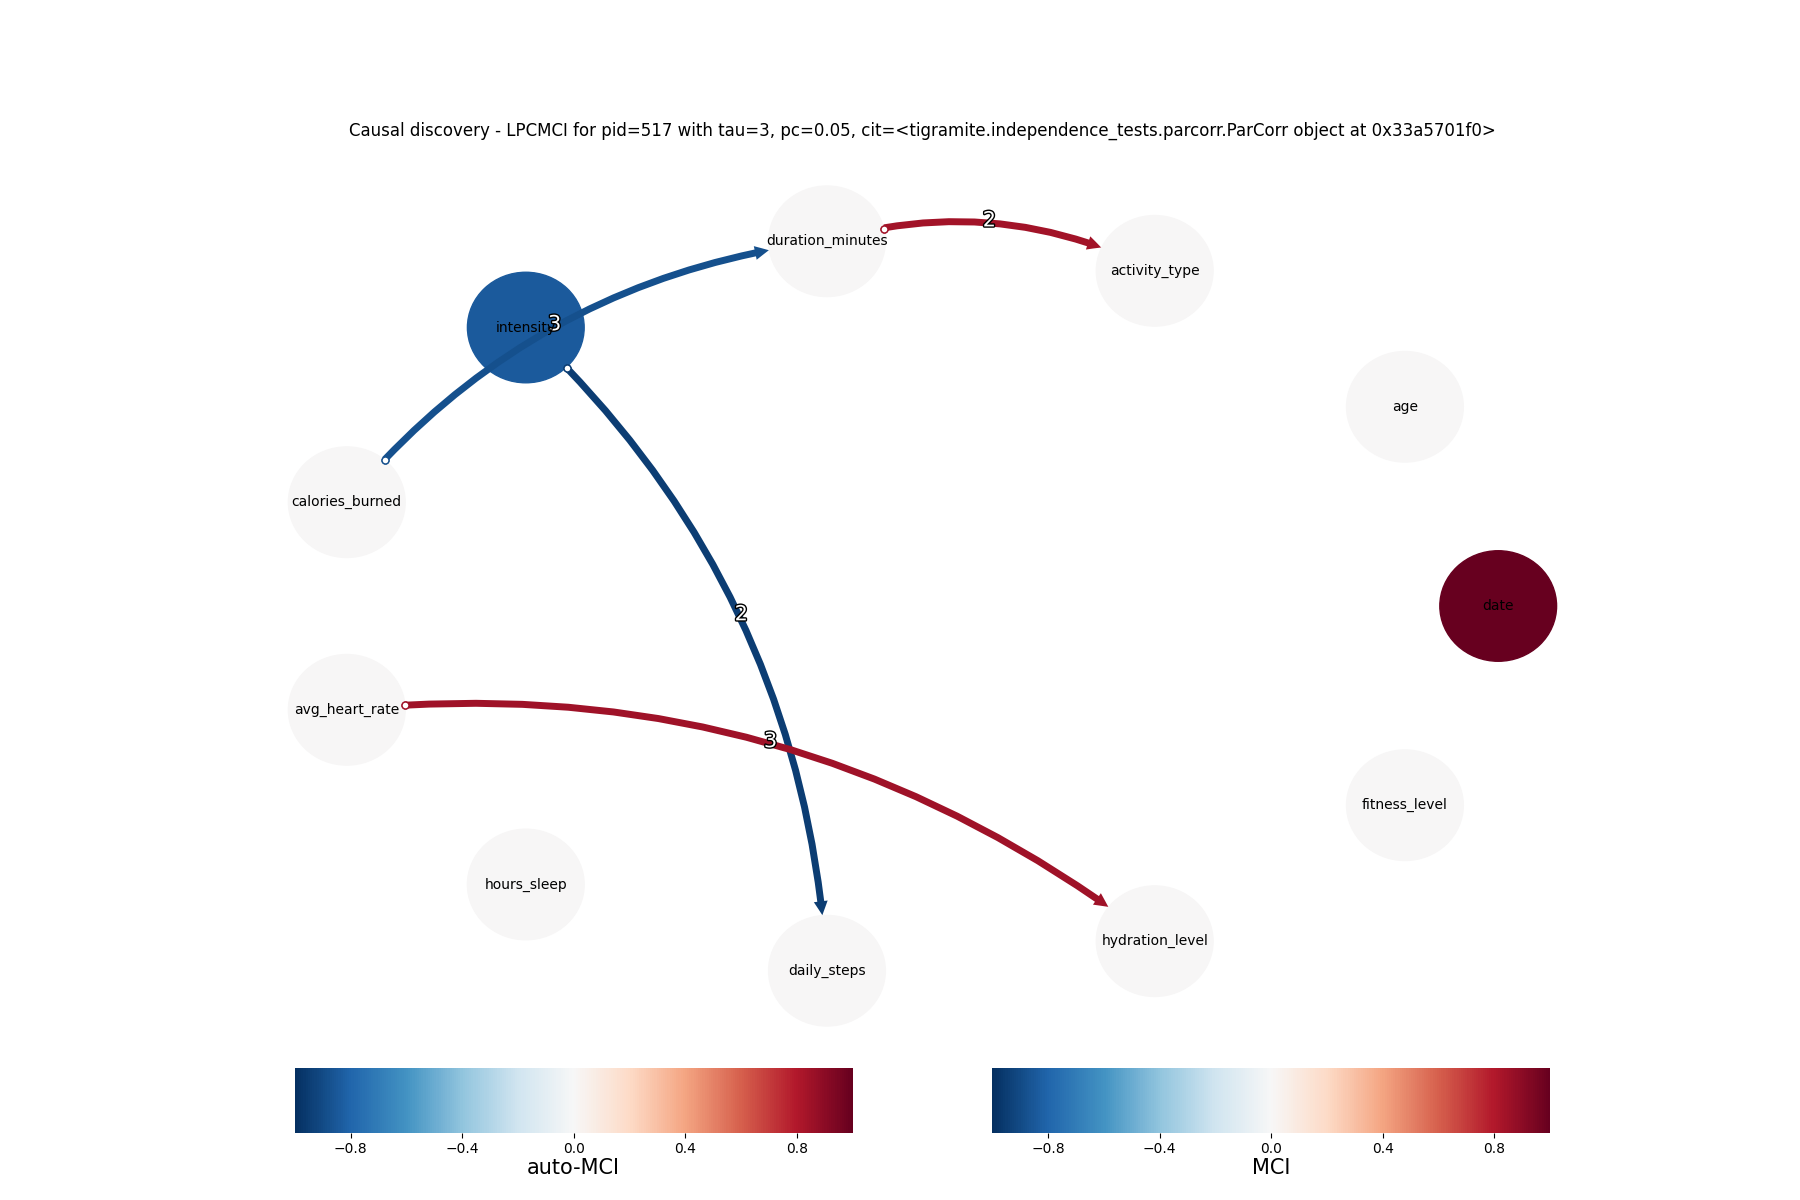 Causal discovery - LPCMCI for pid=517 with tau=3, pc=0.05, cit=<tigramite.independence_tests.parcorr.ParCorr object at 0x33a5701f0>
2
duration_minutes
activity_type
intensity
3
age
calories_burned
date
2
avg_heart_rate
3
fitness_level
hours_sleep
hydration_level
daily_steps
−0.8 −0.4 0.0 0.4 0.8
auto-MCI
−0.8 −0.4 0.0 0.4 0.8
MCI